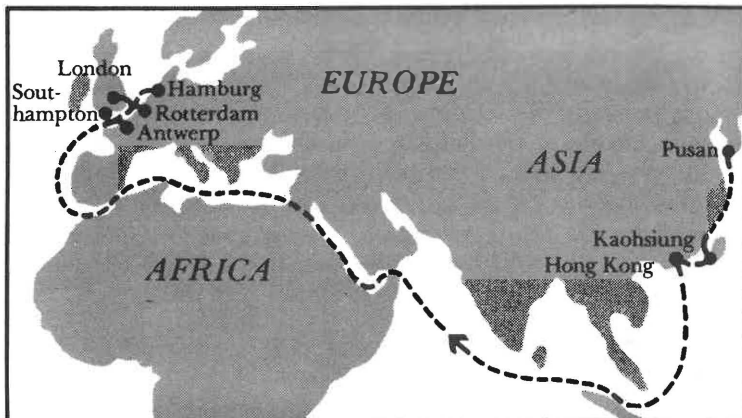 London
Hamburg
EUROPE
Sout-
hampton
Rotterdam
Antwerp
Pusan
ASIA
Kaohsiung
Hong Kong
AFRICA